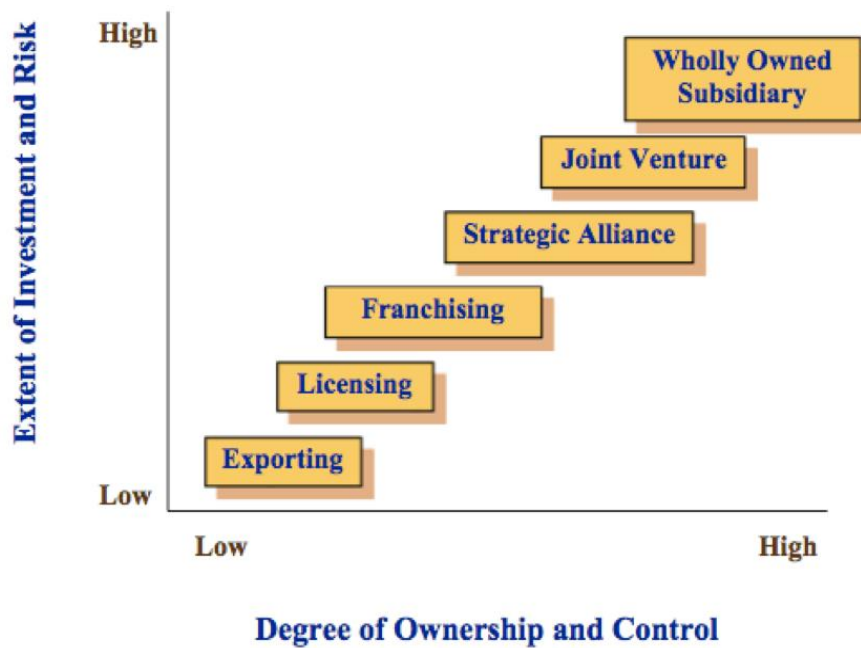 High
Extent of Investment and Risk
Wholly Owned
Subsidiary
Joint Venture
Strategic Alliance
Franchising
Licensing
Exporting
Low
Low
High
Degree of Ownership and Control